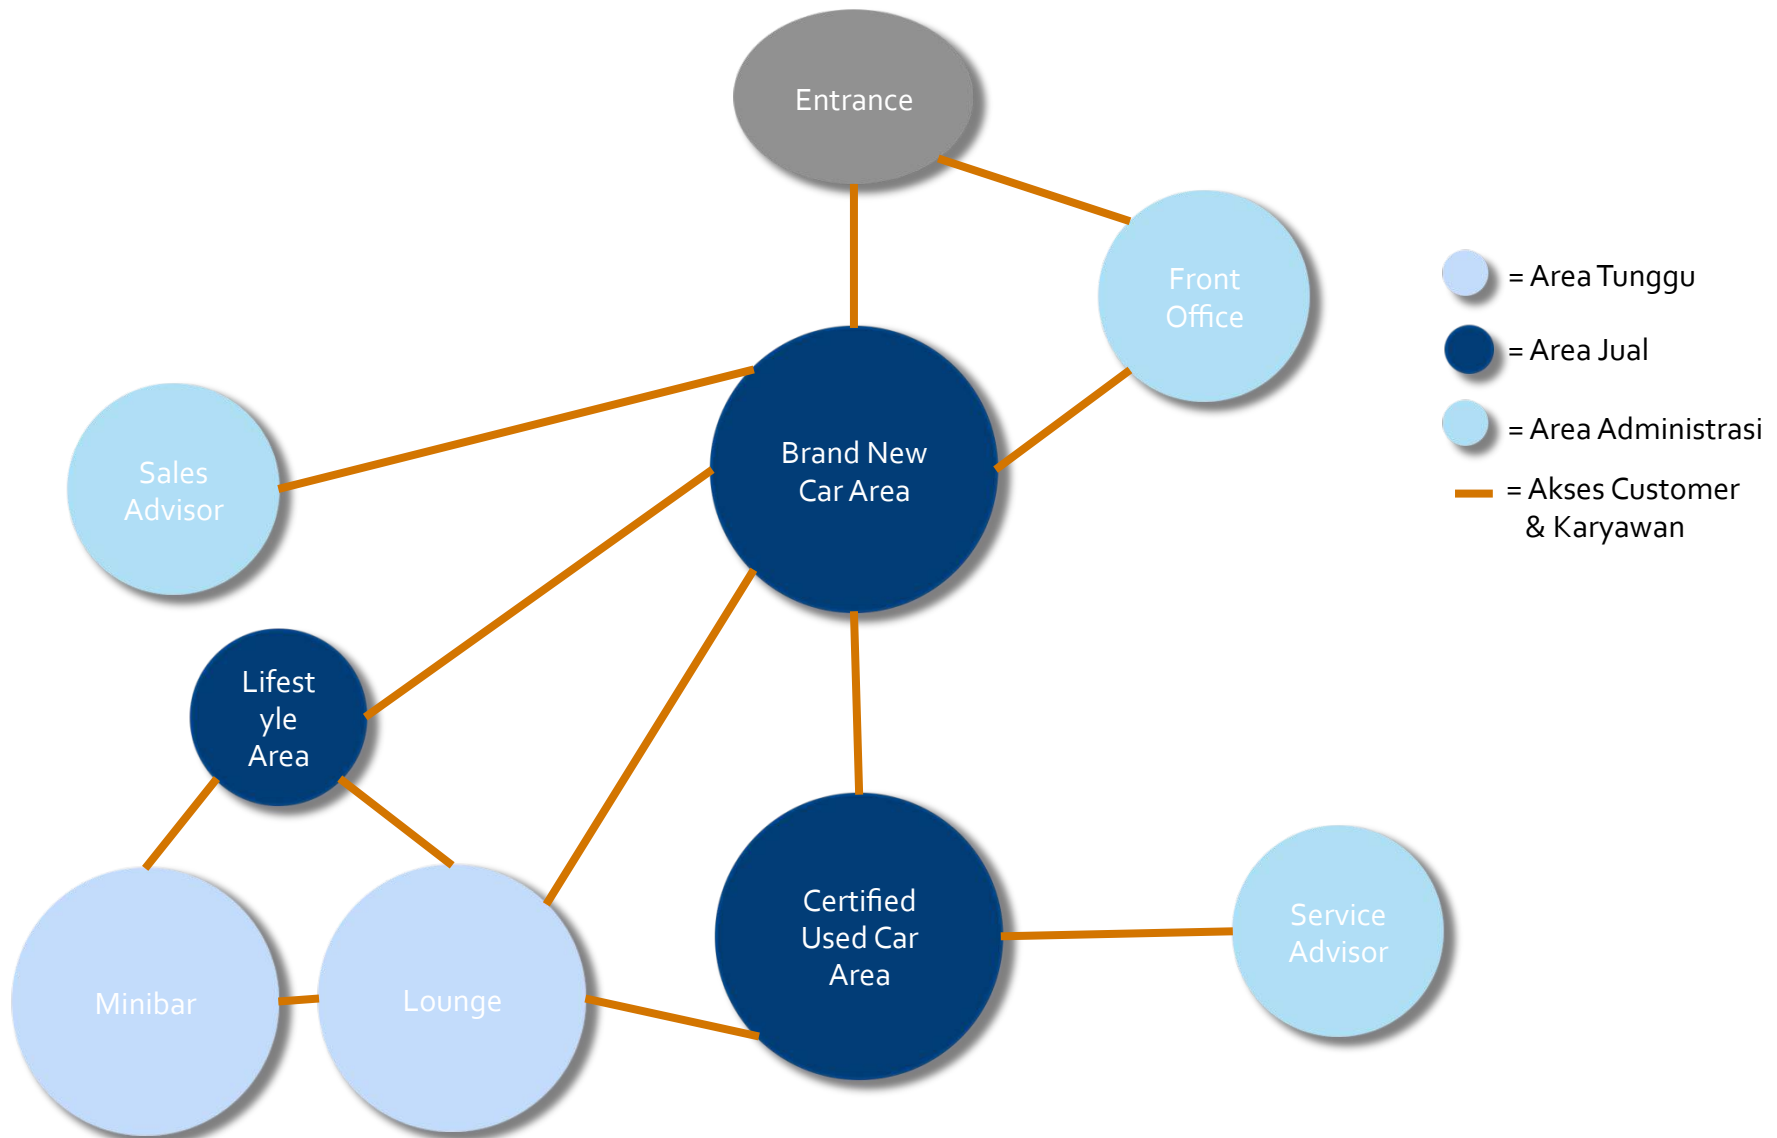 Entrance
Front
Office
Brand New
Car Area
Sales
Advisor
Lifest
yle
Area
Minibar
Lounge
Certified
Used Car
Area
Service
Advisor
= Area Tunggu
= Area Jual
= Area Administrasi
= Akses Customer
& Karyawan